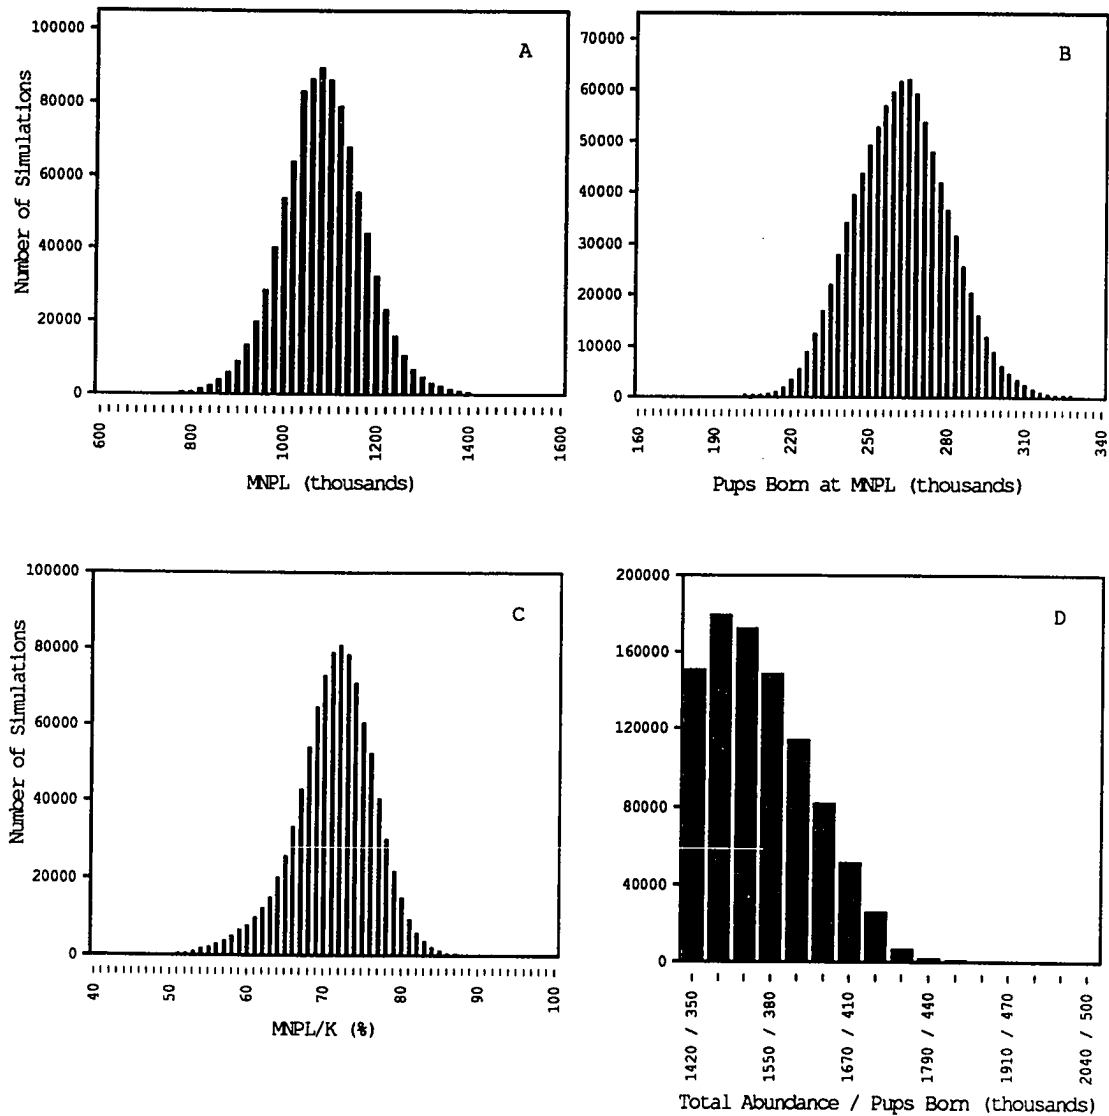 A
100000
80000
60000
40000
20000
0
Number of Simulations
600
800
1000
1200
1400
1600
MNPL (thousands)
B
70000
60000
50000
40000
30000
20000
10000
0
160
190
220
250
280
310
340
Pups Born at MNPL (thousands)
C
100000
80000
60000
40000
20000
0
Number of Simulations
40
50
60
70
80
90
100
MNPL/K (%)
D
200000
160000
120000
80000
40000
0
1420 / 350
1550 / 380
1670 / 410
1790 / 440
1910 / 470
2040 / 500
Total Abundance / Pups Born (thousands)